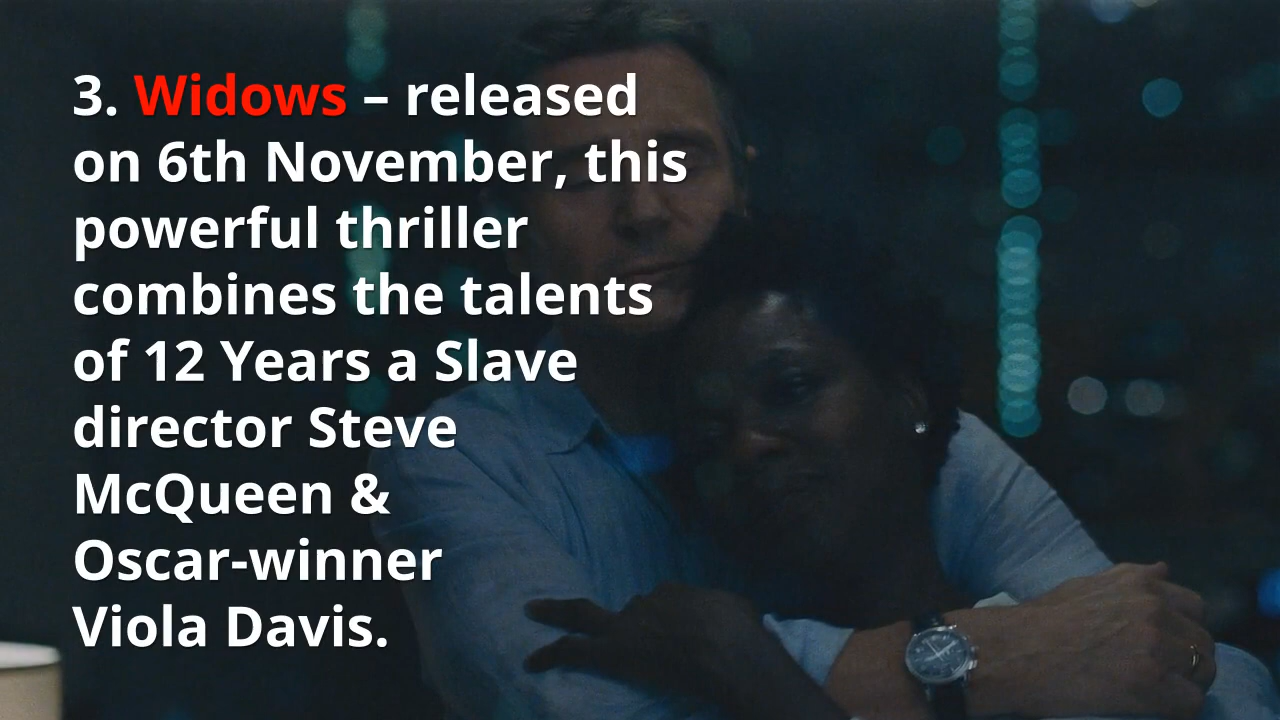 3. Widows – released
on 6th November, this
powerful thriller
combines the talents
of 12 Years a Slave
director Steve
McQueen &
Oscar-winner
Viola Davis.